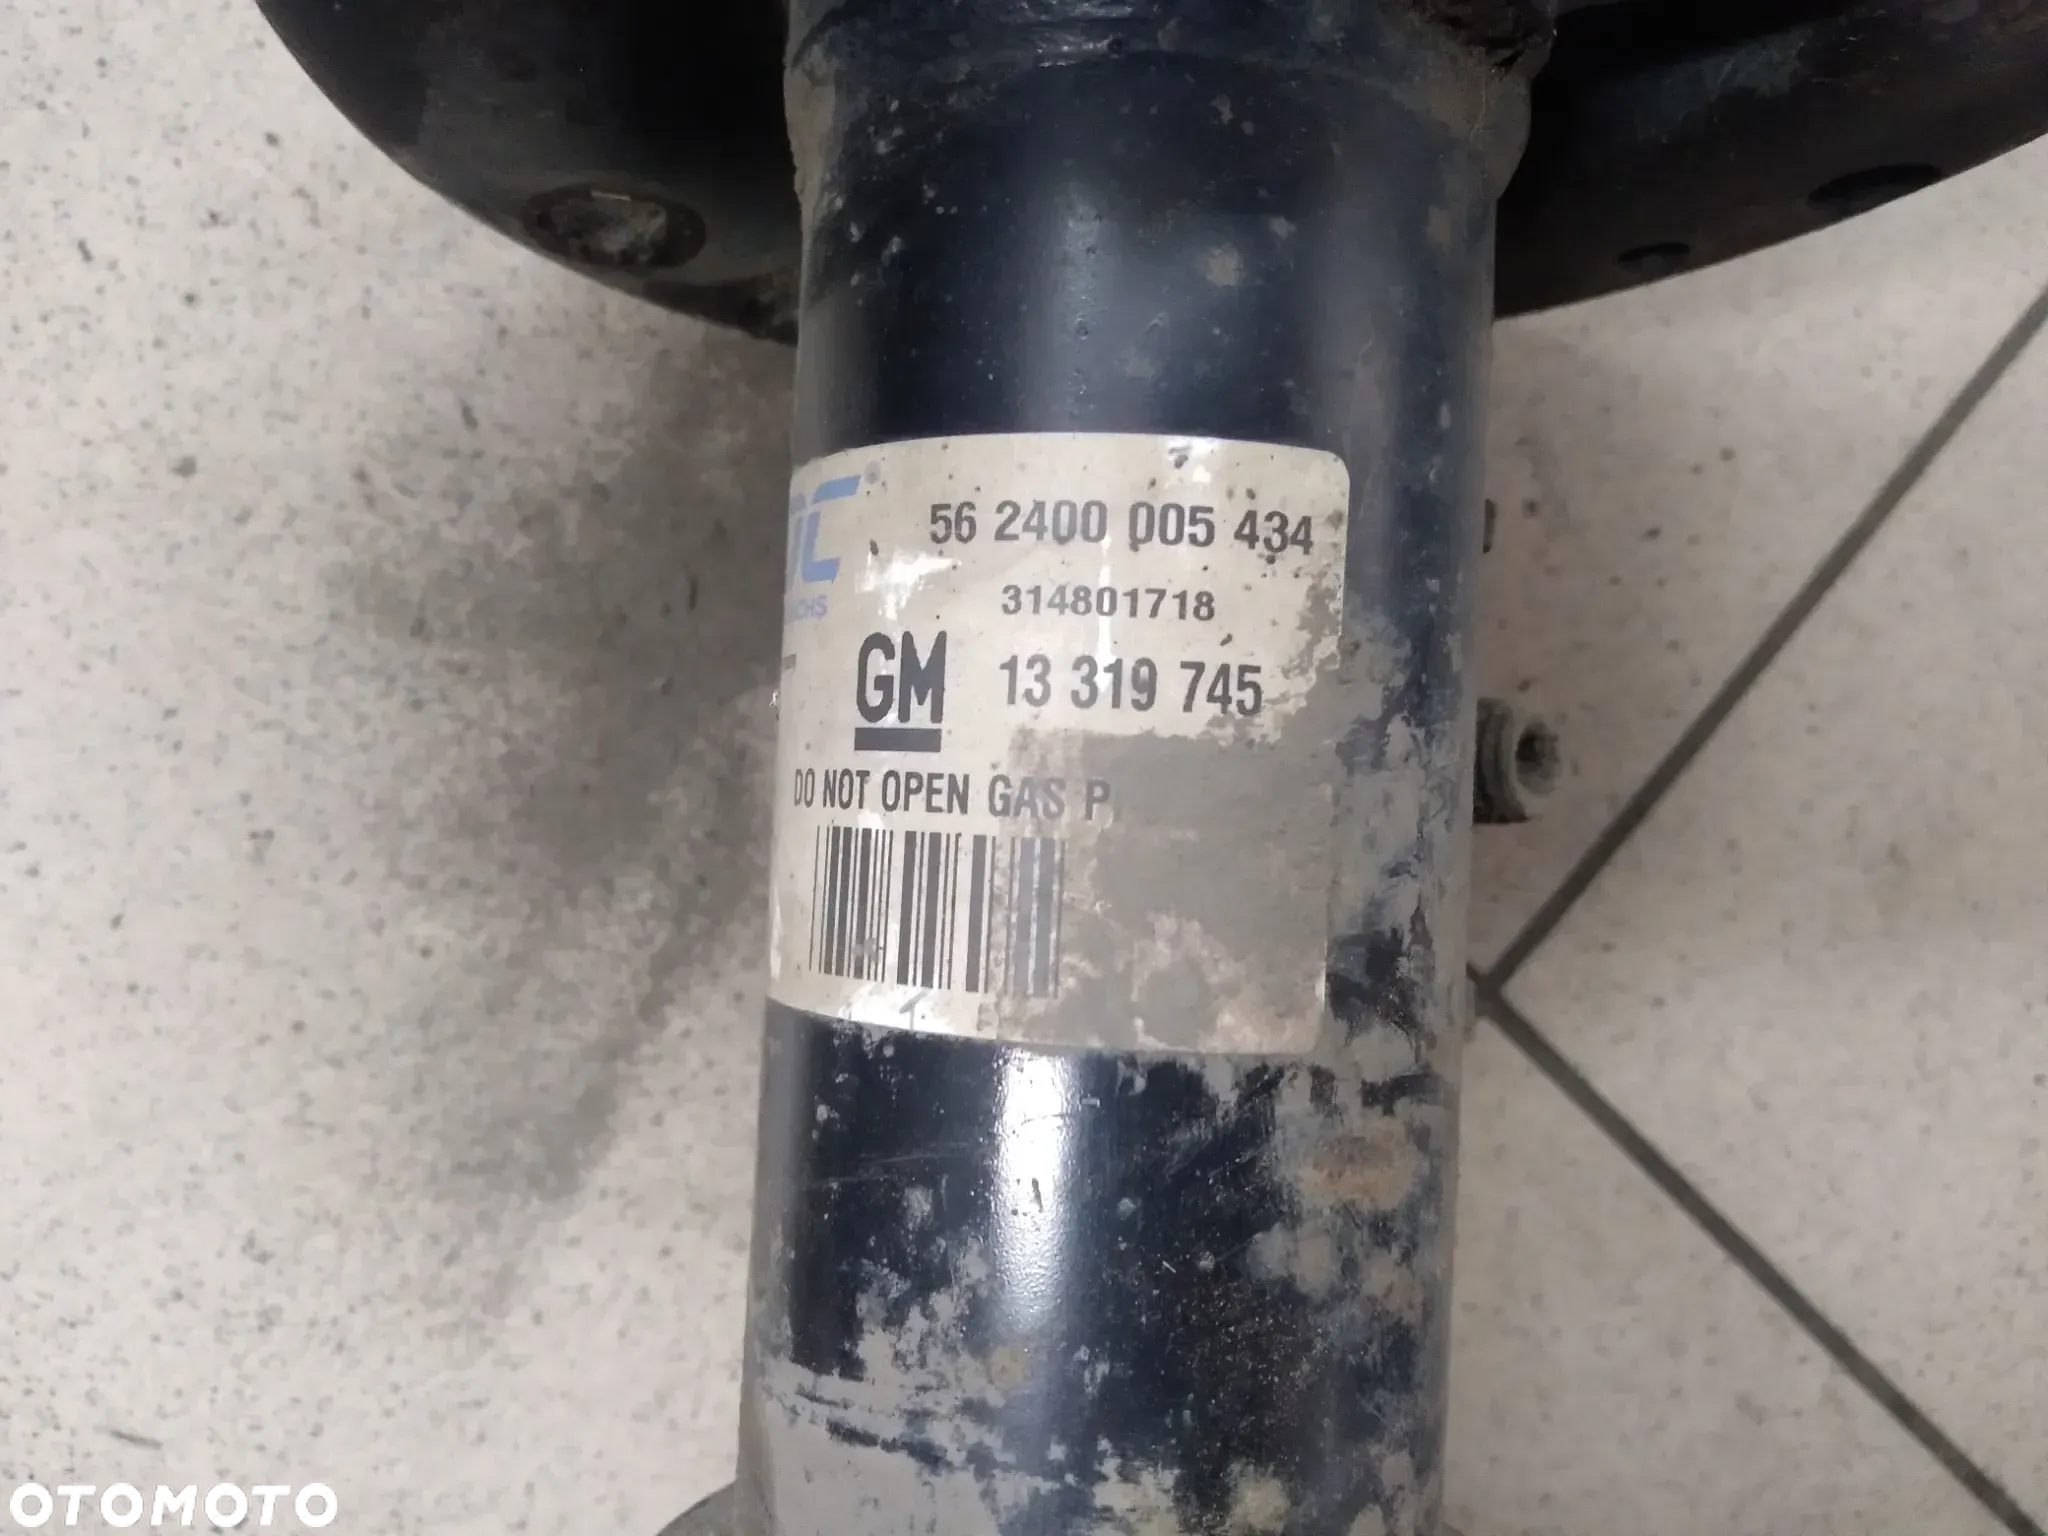 56 2400 005 434
314801718
GM 13 319 745
DO NOT OPEN GAS
OTOMOTO